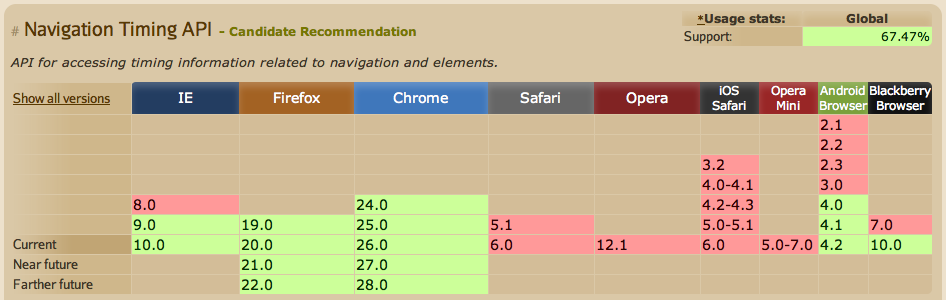 # Navigation Timing API - Candidate Recommendation
*Usage stats: Global
Support: 67.47%
API for accessing timing information related to navigation and elements.
Show all versions IE Firefox Chrome Safari Opera iOS Safari Opera Mini Android Browser Blackberry Browser
2.1
2.2
3.2 2.3
4.0-4.1 3.0
8.0 24.0 4.2-4.3 4.0
9.0 19.0 25.0 5.1 5.0-5.1 4.1 7.0
Current 10.0 20.0 26.0 6.0 12.1 6.0 5.0-7.0 4.2 10.0
Near future 21.0 27.0
Farther future 22.0 28.0